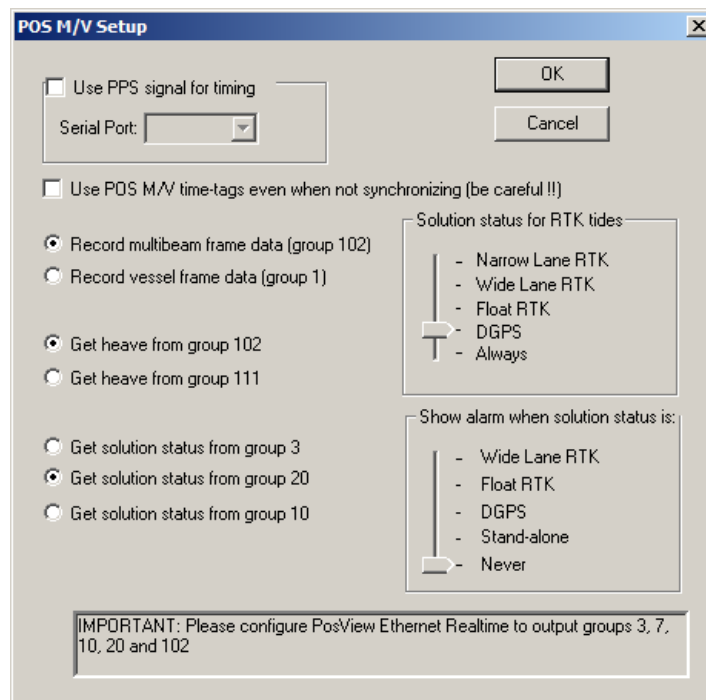 POS M/V Setup
Use PPS signal for timing
Serial Port:
OK
Cancel
Use POS M/V time-tags even when not synchronizing (be careful !!)
Record multibeam frame data (group 102)
Record vessel frame data (group 1)
Get heave from group 102
Get heave from group 111
Get solution status from group 3
Get solution status from group 20
Get solution status from group 10
Solution status for RTK tides
- Narrow Lane RTK
- Wide Lane RTK
- Float RTK
- DGPS
- Always
Show alarm when solution status is:
- Wide Lane RTK
- Float RTK
- DGPS
- Stand-alone
- Never
IMPORTANT: Please configure PosView Ethernet Realtime to output groups 3, 7,
10, 20 and 102